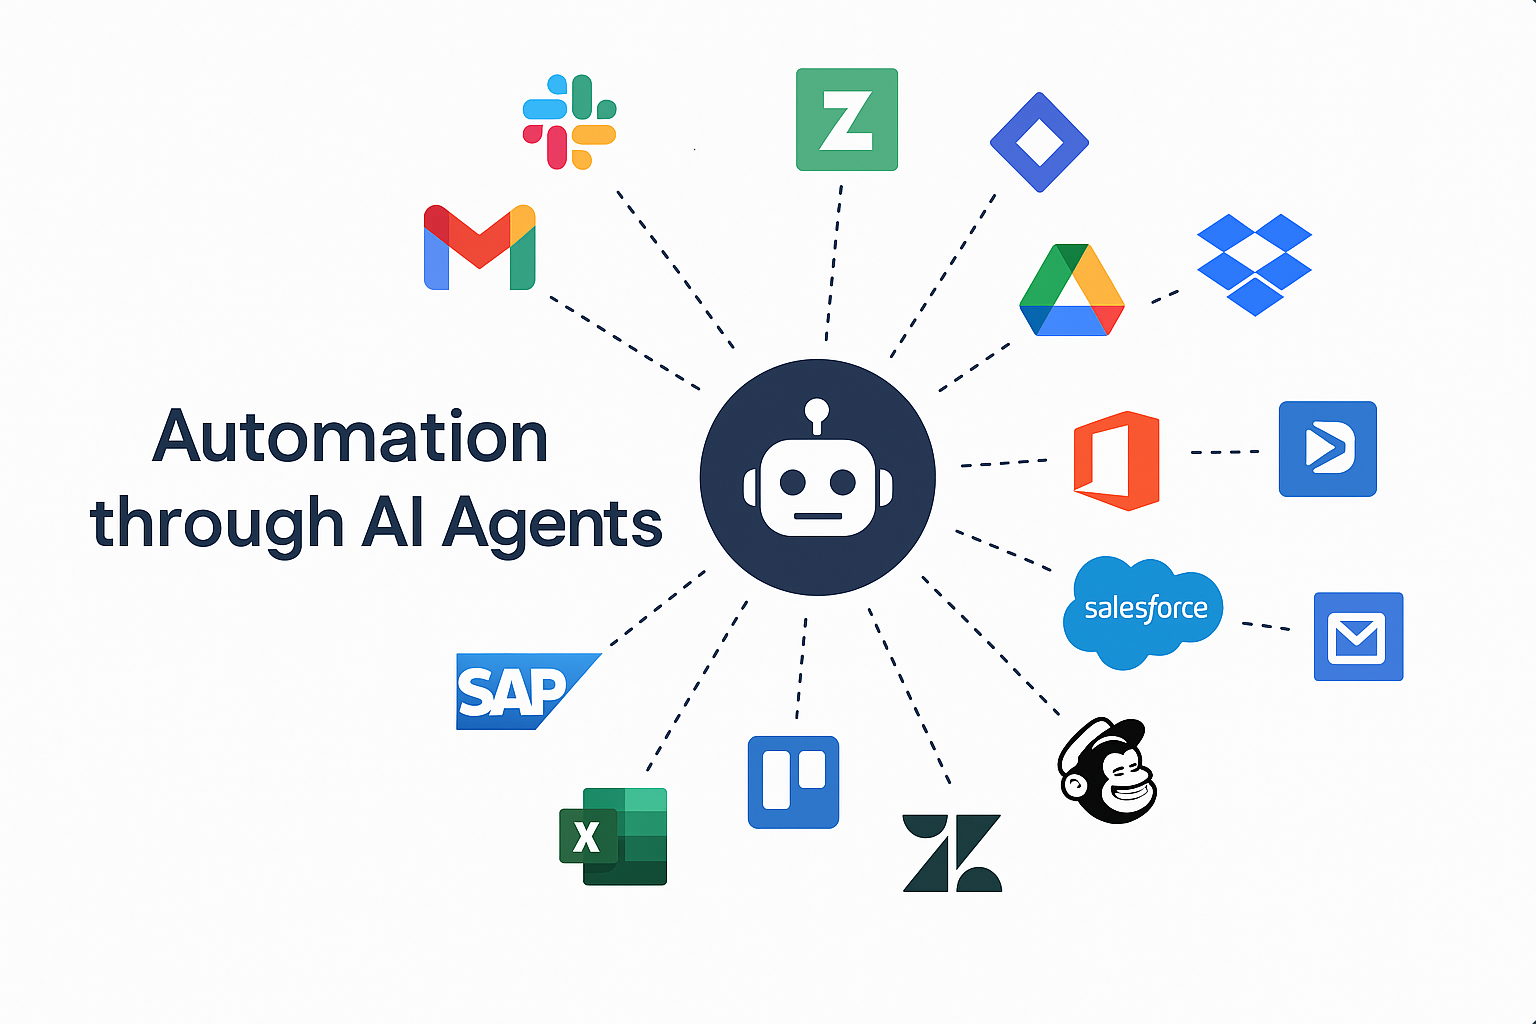 Z
Automation
through AI Agents
salesforce
SAP
X